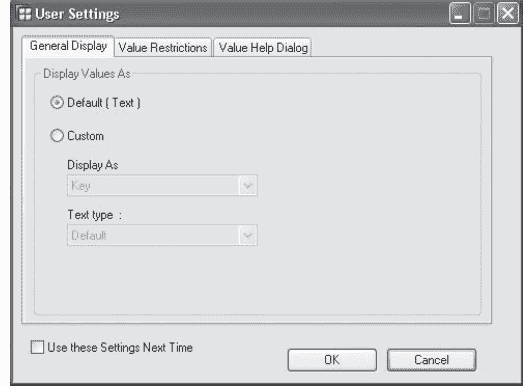 User Settings
General Display Value Restrictions Value Help Dialog
Display Values As
Default ( Text )
Custom
Display As
Key
Text type :
Default
Use these Settings Next Time
OK Cancel